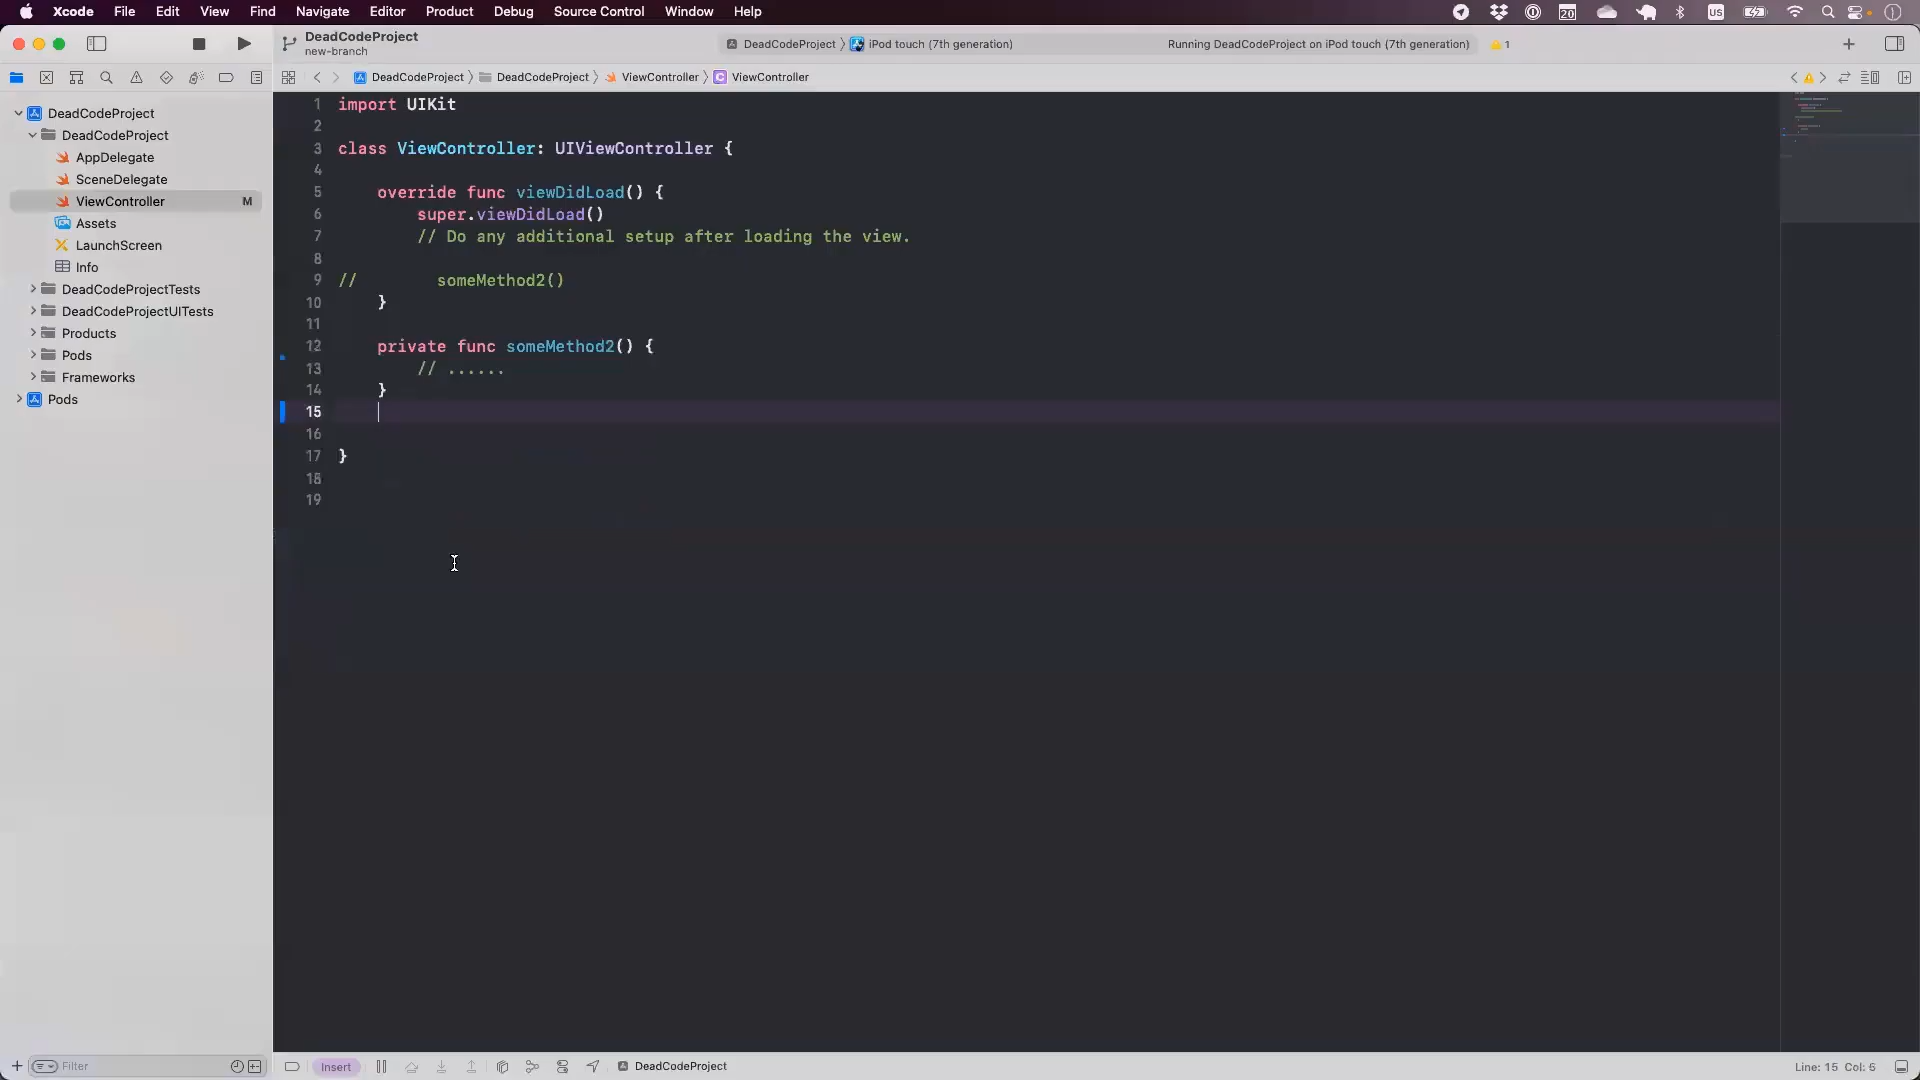 Xcode File Edit View Find Navigate Editor Product Debug Source Control Window Help 20 US
DeadCodeProject
new-branch
DeadCodeProject iPod touch (7th generation) Running DeadCodeProject on iPod touch (7th generation) 1
DeadCodeProject DeadCodeProject ViewController C ViewController
DeadCodeProject
DeadCodeProject
AppDelegate
SceneDelegate
ViewController M
Assets
LaunchScreen
Info
DeadCodeProjectTests
DeadCodeProjectUITests
Products
Pods
Frameworks
Pods
1 import UIKit
2
3 class ViewController: UIViewController {
4
5 override func viewDidLoad() {
6 super.viewDidLoad()
7 // Do any additional setup after loading the view.
8
9 // someMethod2()
10 }
11
12 private func someMethod2() {
13 // ......
14 }
15
16
17 }
18
19
Filter
Insert DeadCodeProject Line: 15 Col: 5